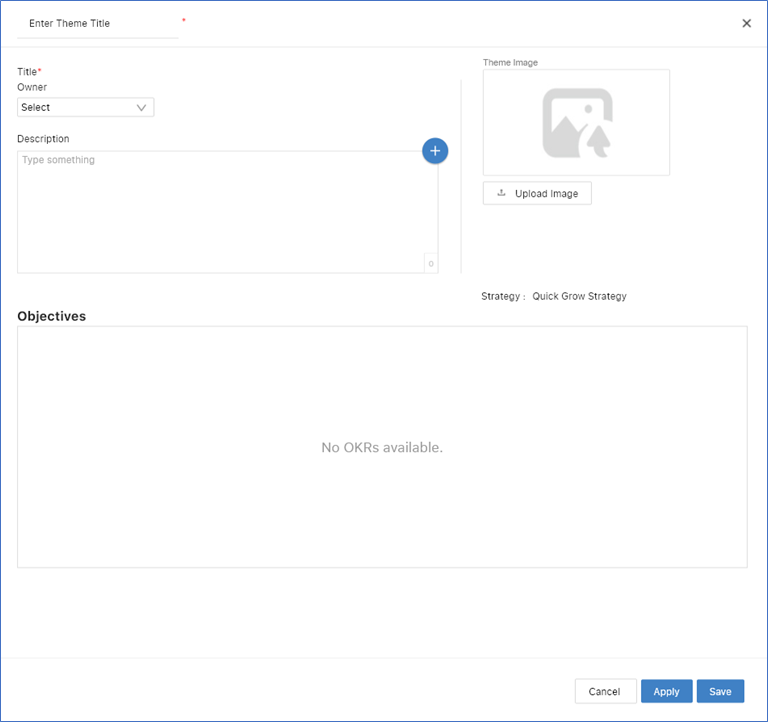 Enter Theme Title *
Title*
Owner
Select
Description
Type something
0
Theme Image
Upload Image
Strategy : Quick Grow Strategy
Objectives
No OKRs available.
Cancel
Apply
Save